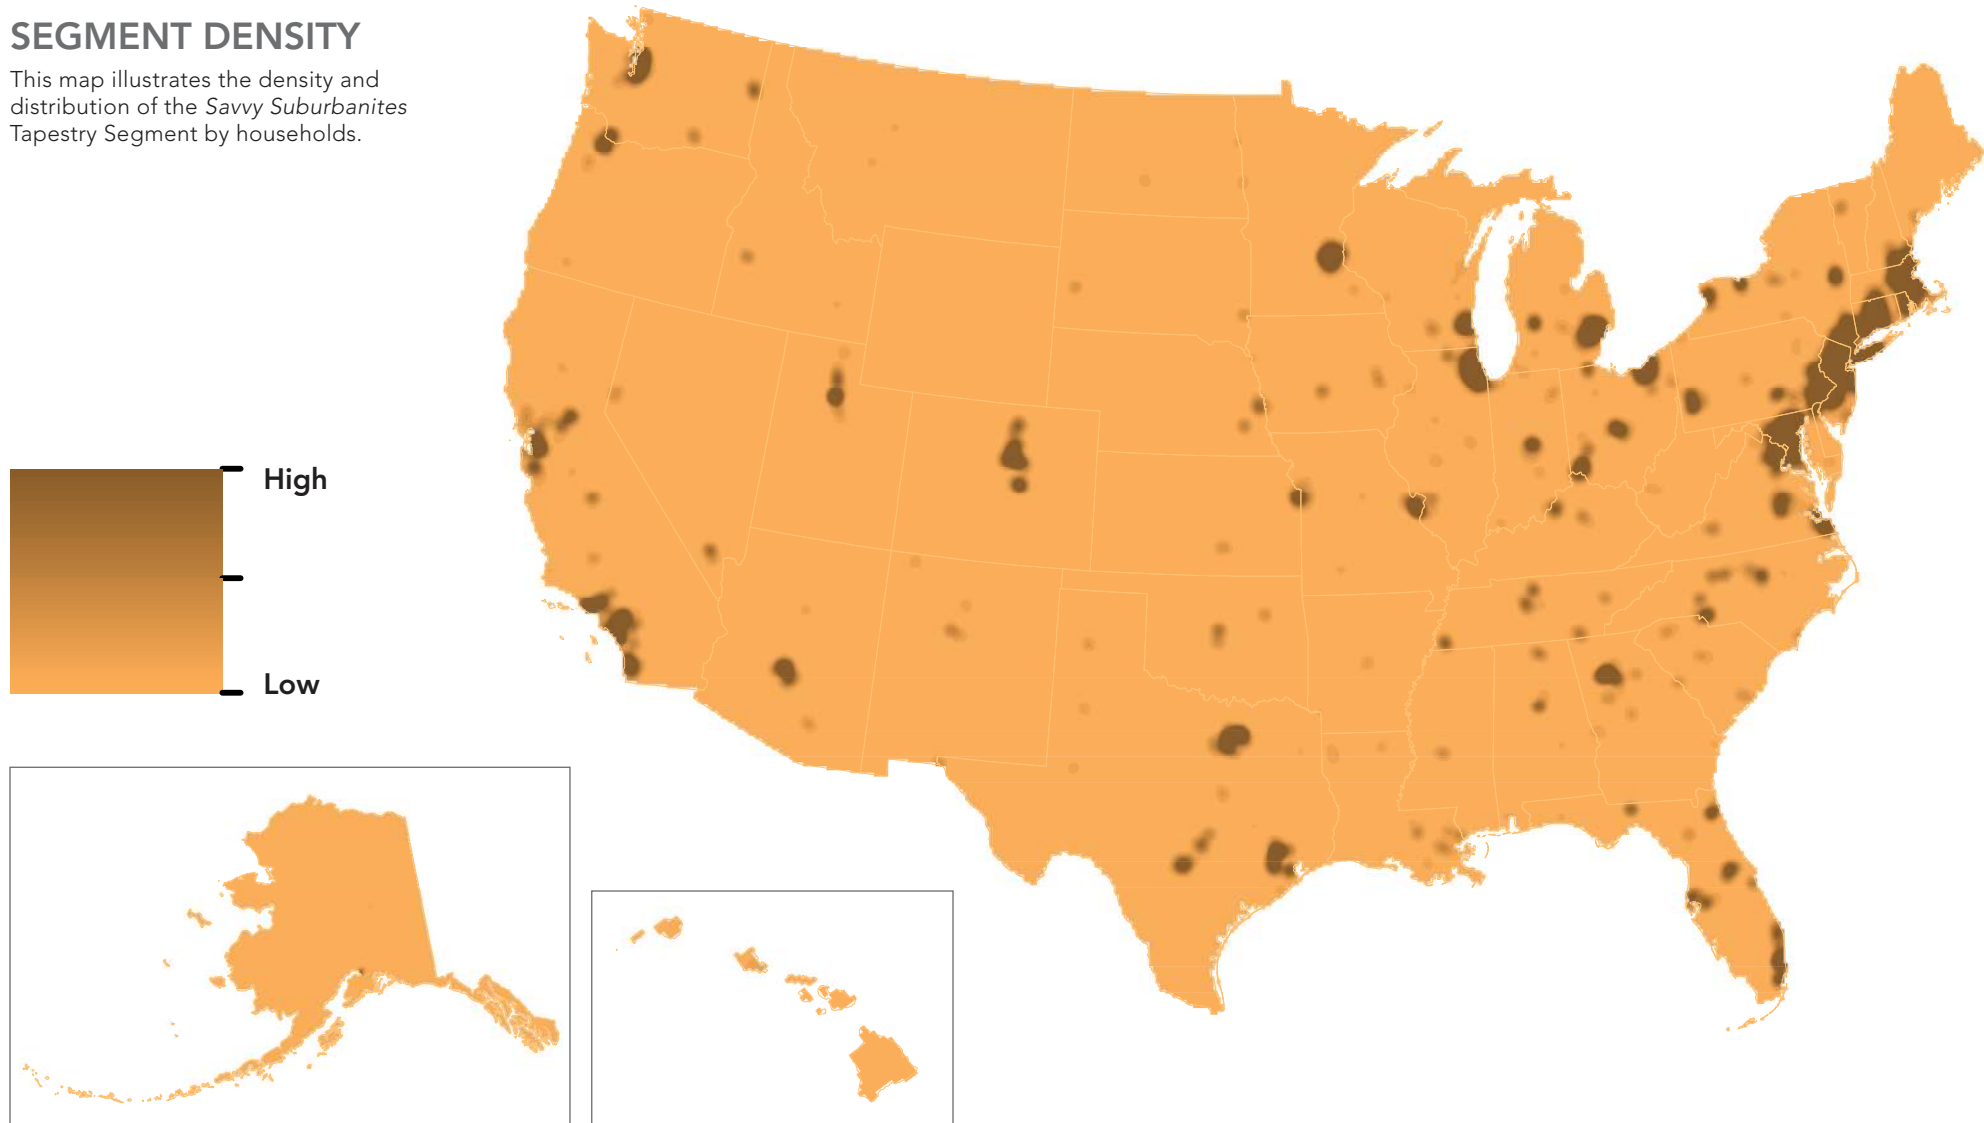 SEGMENT DENSITY
This map illustrates the density and
distribution of the Savvy Suburbanites
Tapestry Segment by households.
High
Low